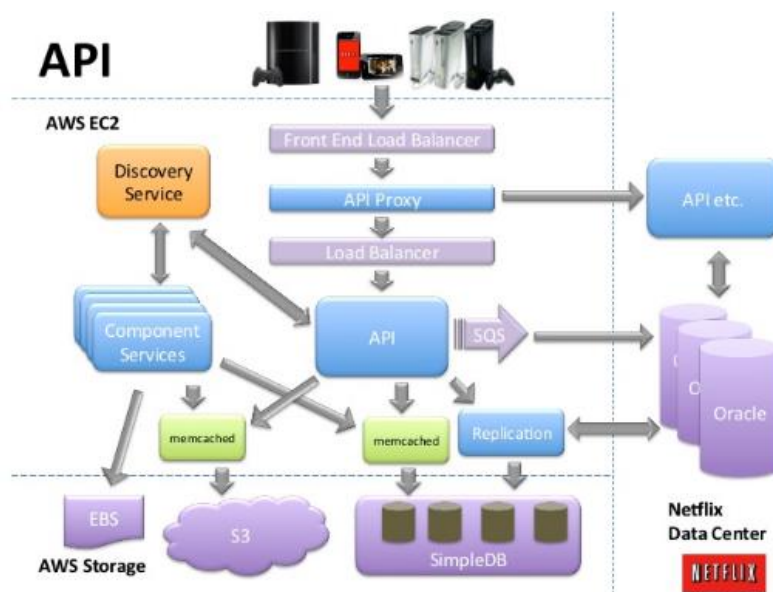 API
AWS EC2
Front End Load Balancer
Discovery
Service
API Proxy
API etc.
Load Balancer
Component
Services
API
SQS
Oracle
memcached
memcached
Replication
EBS
S3
SimpleDB
AWS Storage
Netflix
Data Center
NETFLIX